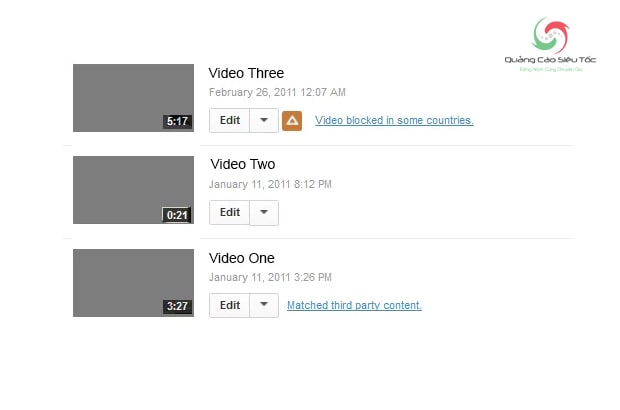 Quảng Cáo Siêu Tốc
Video Three
February 26, 2011 12:07 AM
5:17
Edit
Video blocked in some countries.
Video Two
January 11, 2011 8:12 PM
0:21
Edit
Video One
January 11, 2011 3:26 PM
3:27
Edit
Matched third party content.